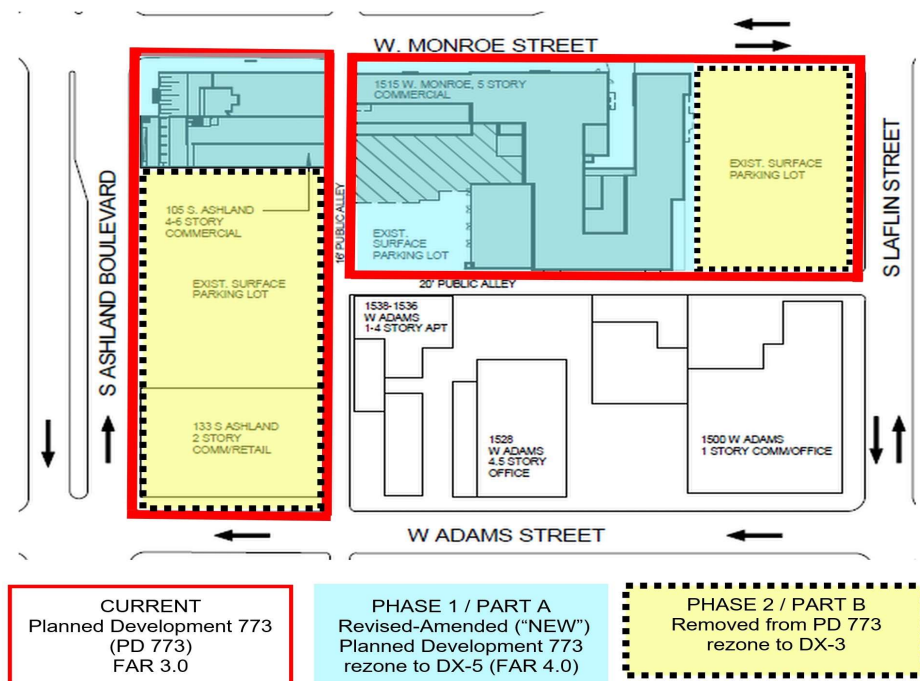 W. MONROE STREET
1515 W. MONROE, 5 STORY
COMMERCIAL
EXIST. SURFACE
PARKING LOT
S ASHLAND BOULEVARD
105 S. ASHLAND
4-6 STORY
COMMERCIAL
16' PUBLIC ALLEY
EXIST.
SURFACE
PARKING LOT
S LAFLIN STREET
EXIST. SURFACE
PARKING LOT
20' PUBLIC ALLEY
1538-1536
W ADAMS
1-4 STORY APT
133 S ASHLAND
2 STORY
COMM/RETAIL
1528
W ADAMS
4.5 STORY
OFFICE
1500 W ADAMS
1 STORY COMM/OFFICE
W ADAMS STREET
CURRENT
Planned Development 773
(PD 773)
FAR 3.0
PHASE 1 / PART A
Revised-Amended (“NEW”)
Planned Development 773
rezone to DX-5 (FAR 4.0)
PHASE 2 / PART B
Removed from PD 773
rezone to DX-3